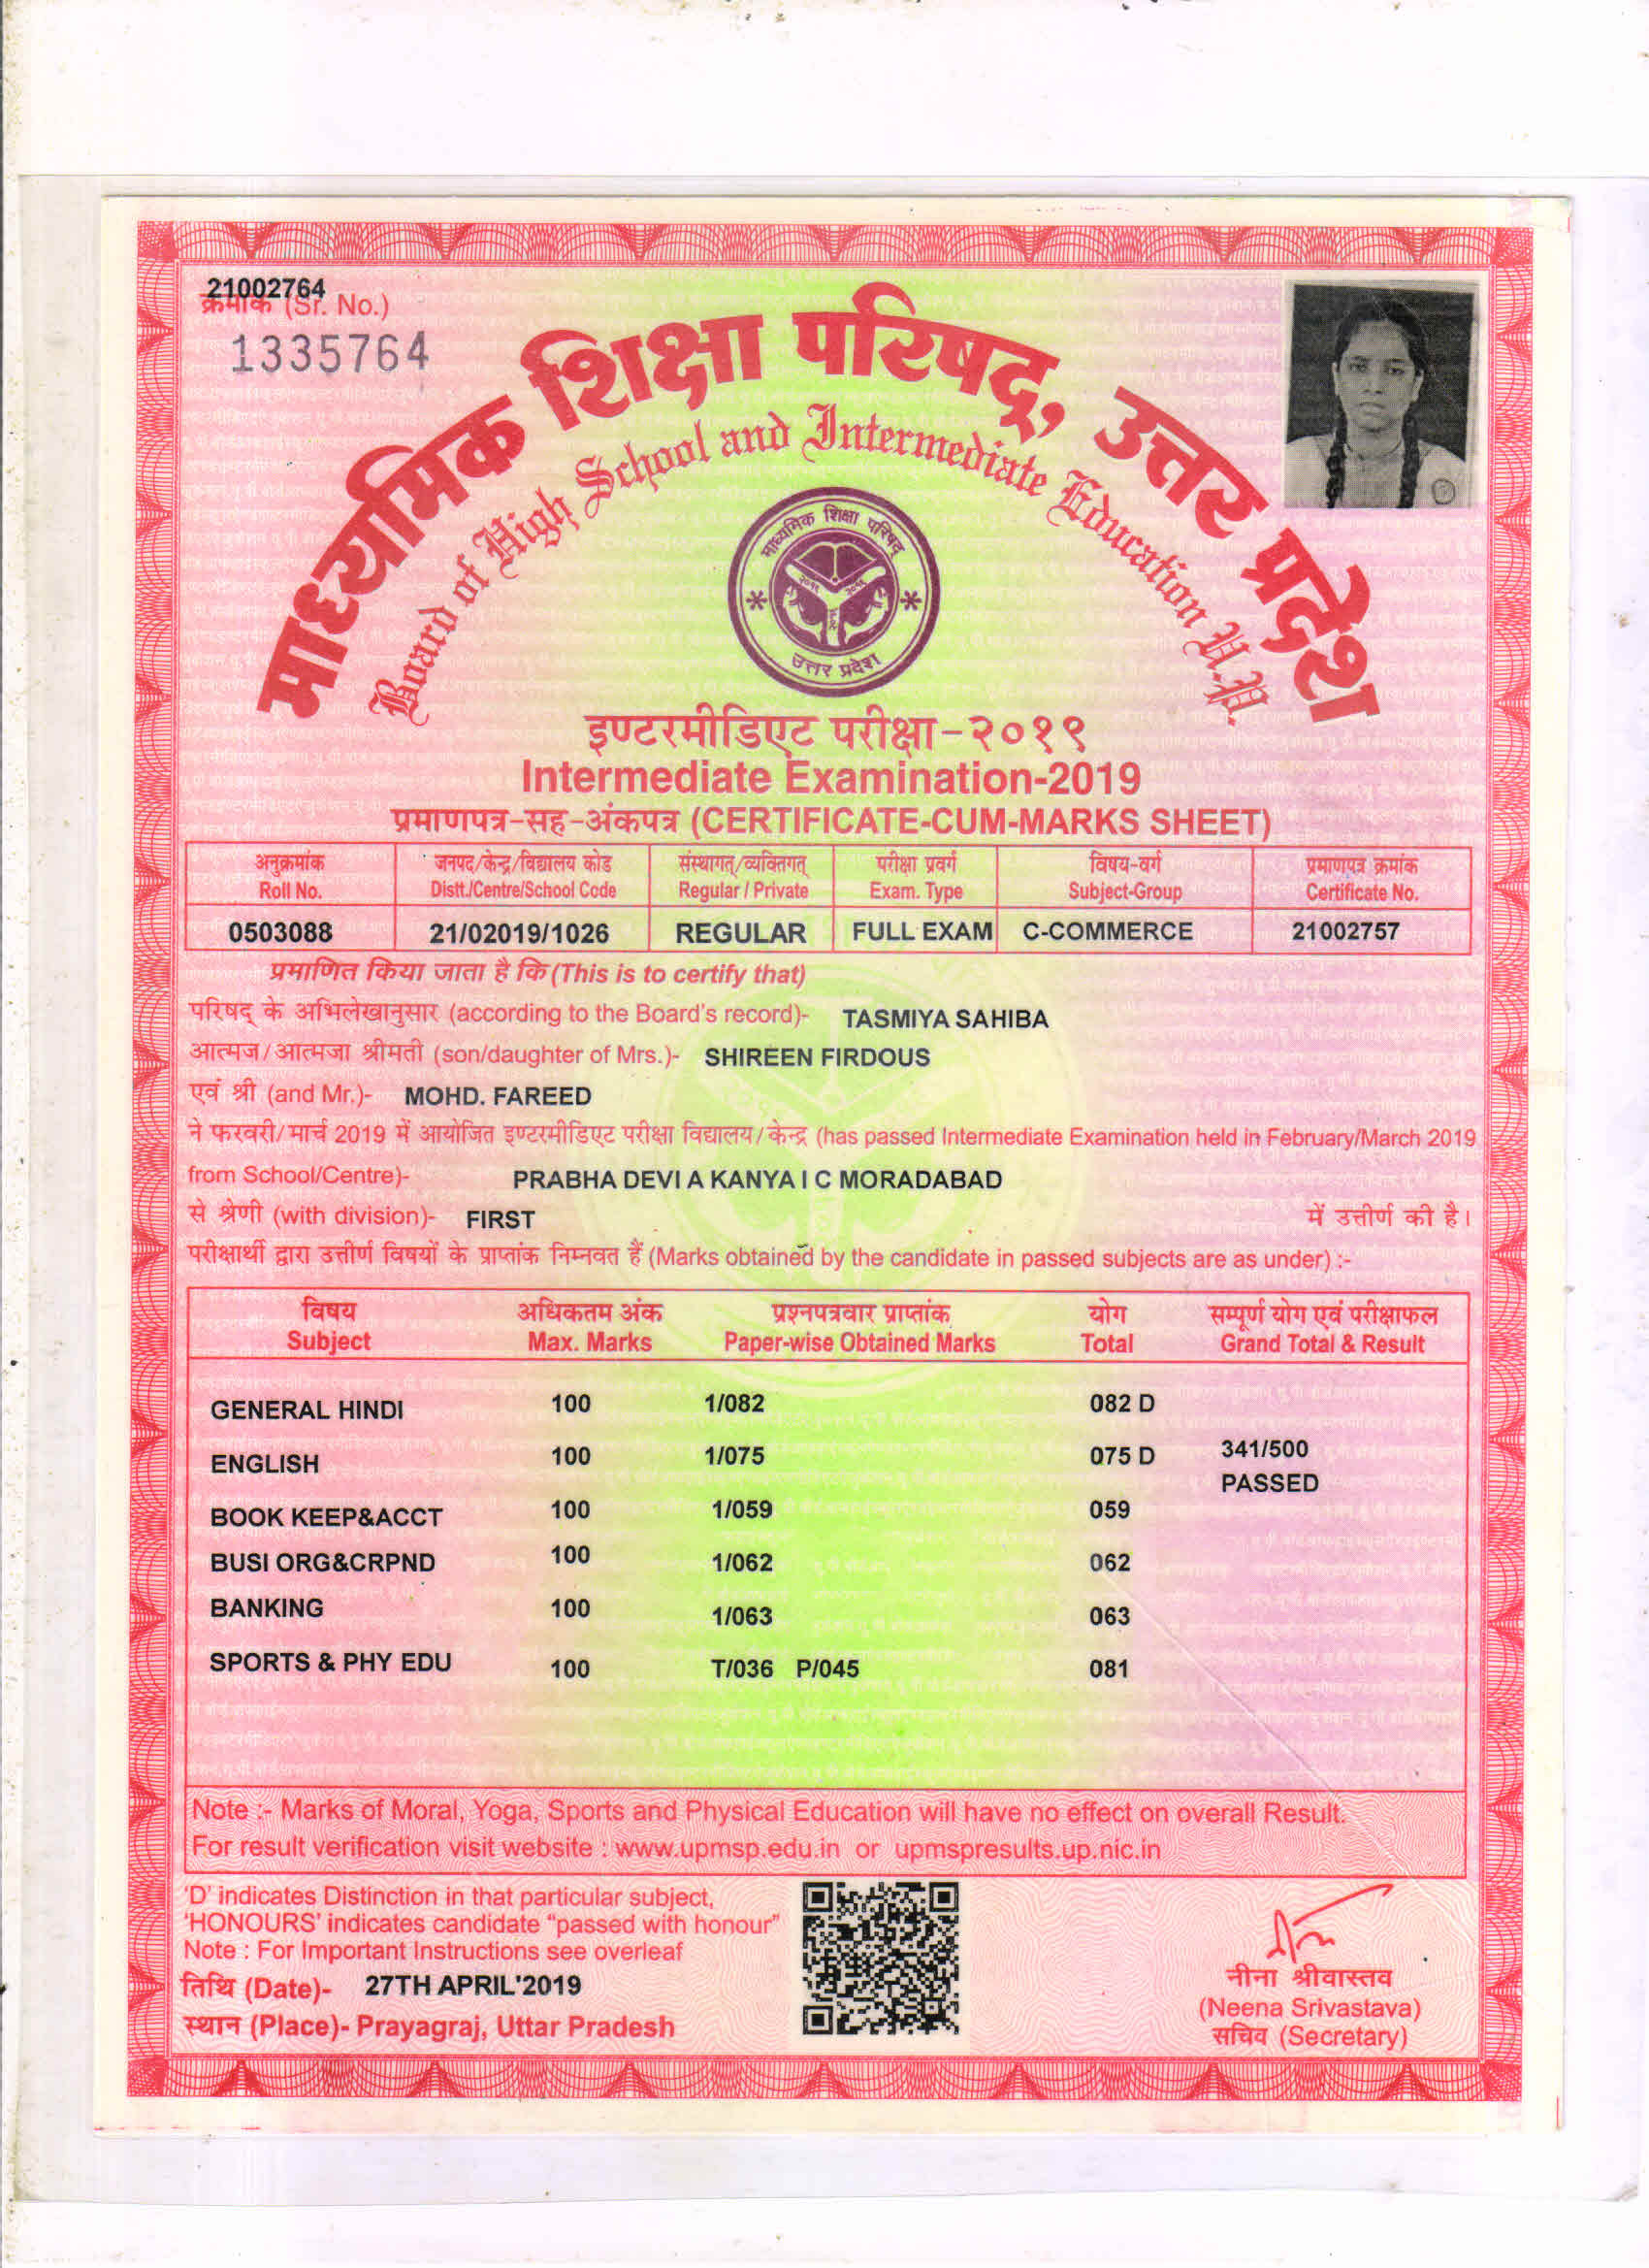 21002764
क्रमांक (Sr. No.)
1335764
माध्यमिक शिक्षा परिषद्, उत्तर प्रदेश
Board of High School and Intermediate Education U.P.
माध्यमिक शिक्षा परिषद्
उत्तर प्रदेश
इण्टरमीडिएट परीक्षा-२०१९
Intermediate Examination-2019
प्रमाणपत्र-सह-अंकपत्र (CERTIFICATE-CUM-MARKS SHEET)
अनुक्रमांक जनपद/केन्द्र/विद्यालय कोड संस्थागत्/व्यक्तिगत् परीक्षा प्रवर्ग विषय-वर्ग प्रमाणपत्र क्रमांक
Roll No. Distt./Centre/School Code Regular / Private Exam. Type Subject-Group Certificate No.
0503088 21/02019/1026 REGULAR FULL EXAM C-COMMERCE 21002757
प्रमाणित किया जाता है कि (This is to certify that)
परिषद् के अभिलेखानुसार (according to the Board's record)- TASMIYA SAHIBA
आत्मज/आत्मजा श्रीमती (son/daughter of Mrs.)- SHIREEN FIRDOUS
एवं श्री (and Mr.)- MOHD. FAREED
ने फरवरी/मार्च 2019 में आयोजित इण्टरमीडिएट परीक्षा विद्यालय/केन्द्र (has passed Intermediate Examination held in February/March 2019
from School/Centre)- PRABHA DEVI A KANYA I C MORADABAD
से श्रेणी (with division)- FIRST में उत्तीर्ण की है।
परीक्षार्थी द्वारा उत्तीर्ण विषयों के प्राप्तांक निम्नवत हैं (Marks obtained by the candidate in passed subjects are as under) :-
विषय अधिकतम अंक प्रश्नपत्रवार प्राप्तांक योग सम्पूर्ण योग एवं परीक्षाफल
Subject Max. Marks Paper-wise Obtained Marks Total Grand Total & Result
GENERAL HINDI 100 1/082 082 D
ENGLISH 100 1/075 075 D 341/500
PASSED
BOOK KEEP&ACCT 100 1/059 059
BUSI ORG&CRPND 100 1/062 062
BANKING 100 1/063 063
SPORTS & PHY EDU 100 T/036 P/045 081
Note :- Marks of Moral, Yoga, Sports and Physical Education will have no effect on overall Result.
For result verification visit website : www.upmsp.edu.in or upmspresults.up.nic.in
'D' indicates Distinction in that particular subject,
'HONOURS' indicates candidate "passed with honour"
Note : For Important Instructions see overleaf
तिथि (Date)- 27TH APRIL'2019
स्थान (Place)- Prayagraj, Uttar Pradesh
नीना श्रीवास्तव
(Neena Srivastava)
सचिव (Secretary)